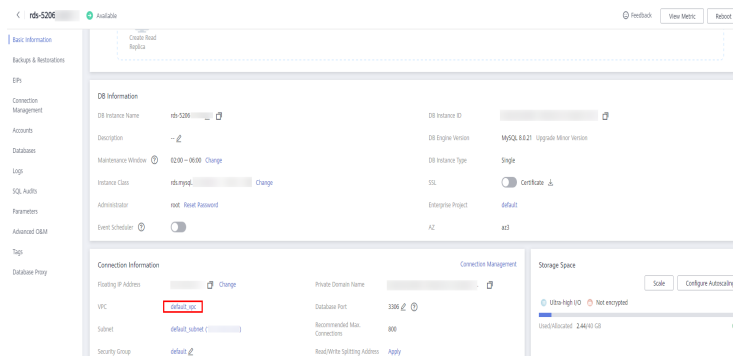 rds-5206
Available
Feedback
View Metric
Reboot
Basic Information
Backups & Restorations
EIPs
Connection
Management
Accounts
Databases
Logs
SQL Audits
Parameters
Advanced O&M
Tags
Database Proxy
Create Read
Replica
DB Information
DB Instance Name rds-5206
DB Instance ID
Description --
DB Engine Version MySQL 8.0.21 Upgrade Minor Version
Maintenance Window 02:00 – 06:00 Change
DB Instance Type Single
Instance Class rds.mysql. Change
SSL Certificate
Administrator root Reset Password
Enterprise Project default
Event Scheduler
AZ az3
Connection Information
Connection Management
Floating IP Address Change
Private Domain Name
VPC default_vpc
Database Port 3306
Subnet default_subnet ( )
Recommended Max.
Connections
800
Security Group default
Read/Write Splitting Address Apply
Storage Space
Scale
Configure Autoscaling
Ultra-high I/O Not encrypted
Used/Allocated 2.44/40 GB